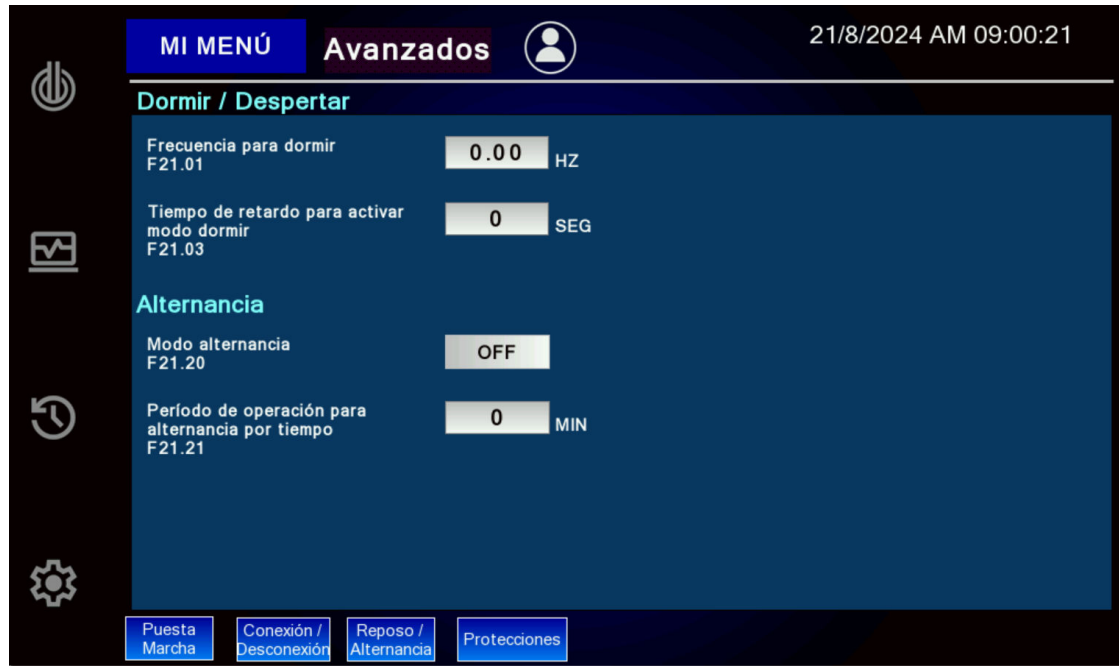 MI MENÚ
Avanzados
21/8/2024 AM 09:00:21
Dormir / Despertar
Frecuencia para dormir
F21.01
0.00 HZ
Tiempo de retardo para activar
modo dormir
F21.03
0 SEG
Alternancia
Modo alternancia
F21.20
OFF
Período de operación para
alternancia por tiempo
F21.21
0 MIN
Puesta
Marcha
Conexión /
Desconexión
Reposo /
Alternancia
Protecciones